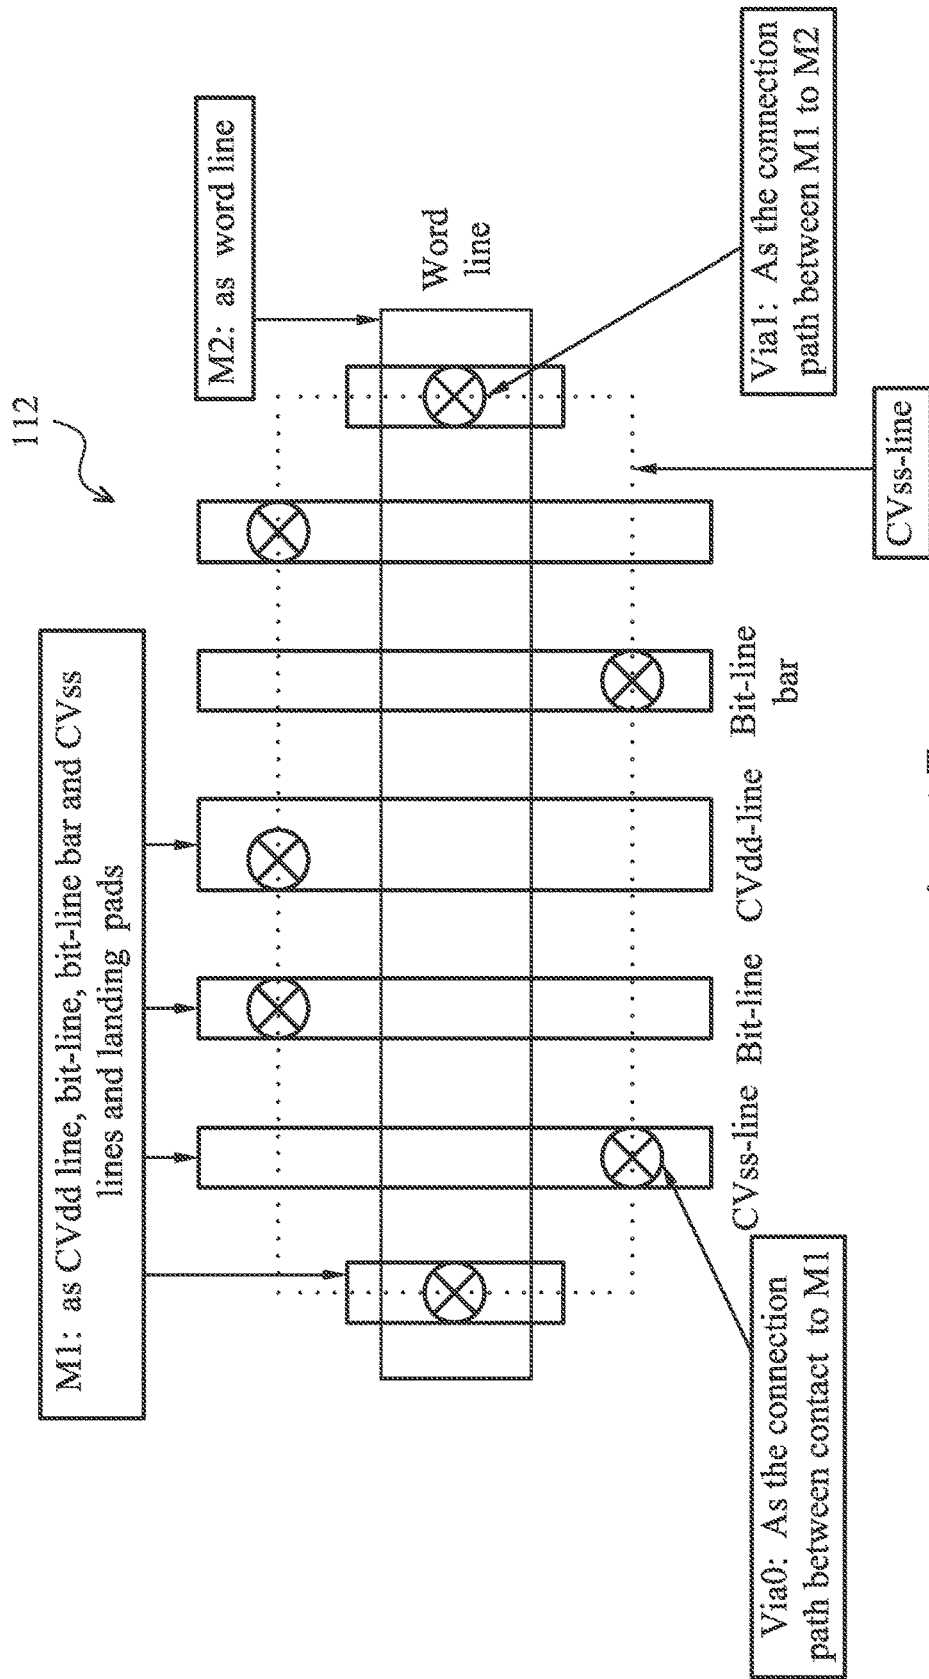 112
M1: as CVdd line, bit-line, bit-line bar and CVss
lines and landing pads
M2: as word line
Word
line
CVss-line
Bit-line
CVdd-line
Bit-line
bar
Via0: As the connection
path between contact to M1
CVss-line
Via1: As the connection
path between M1 to M2